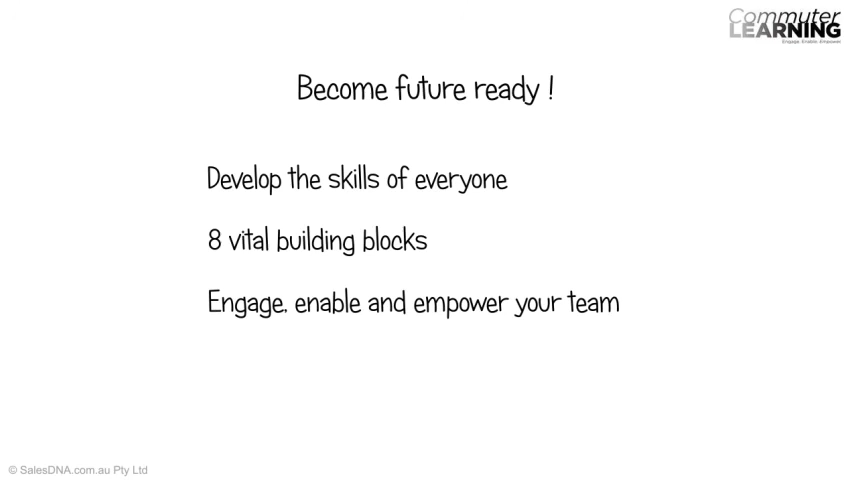 Commuter
LEARNING
Engage. Enable. Empower.
Become future ready !
Develop the skills of everyone
8 vital building blocks
Engage, enable and empower your team
© SalesDNA.com.au Pty Ltd